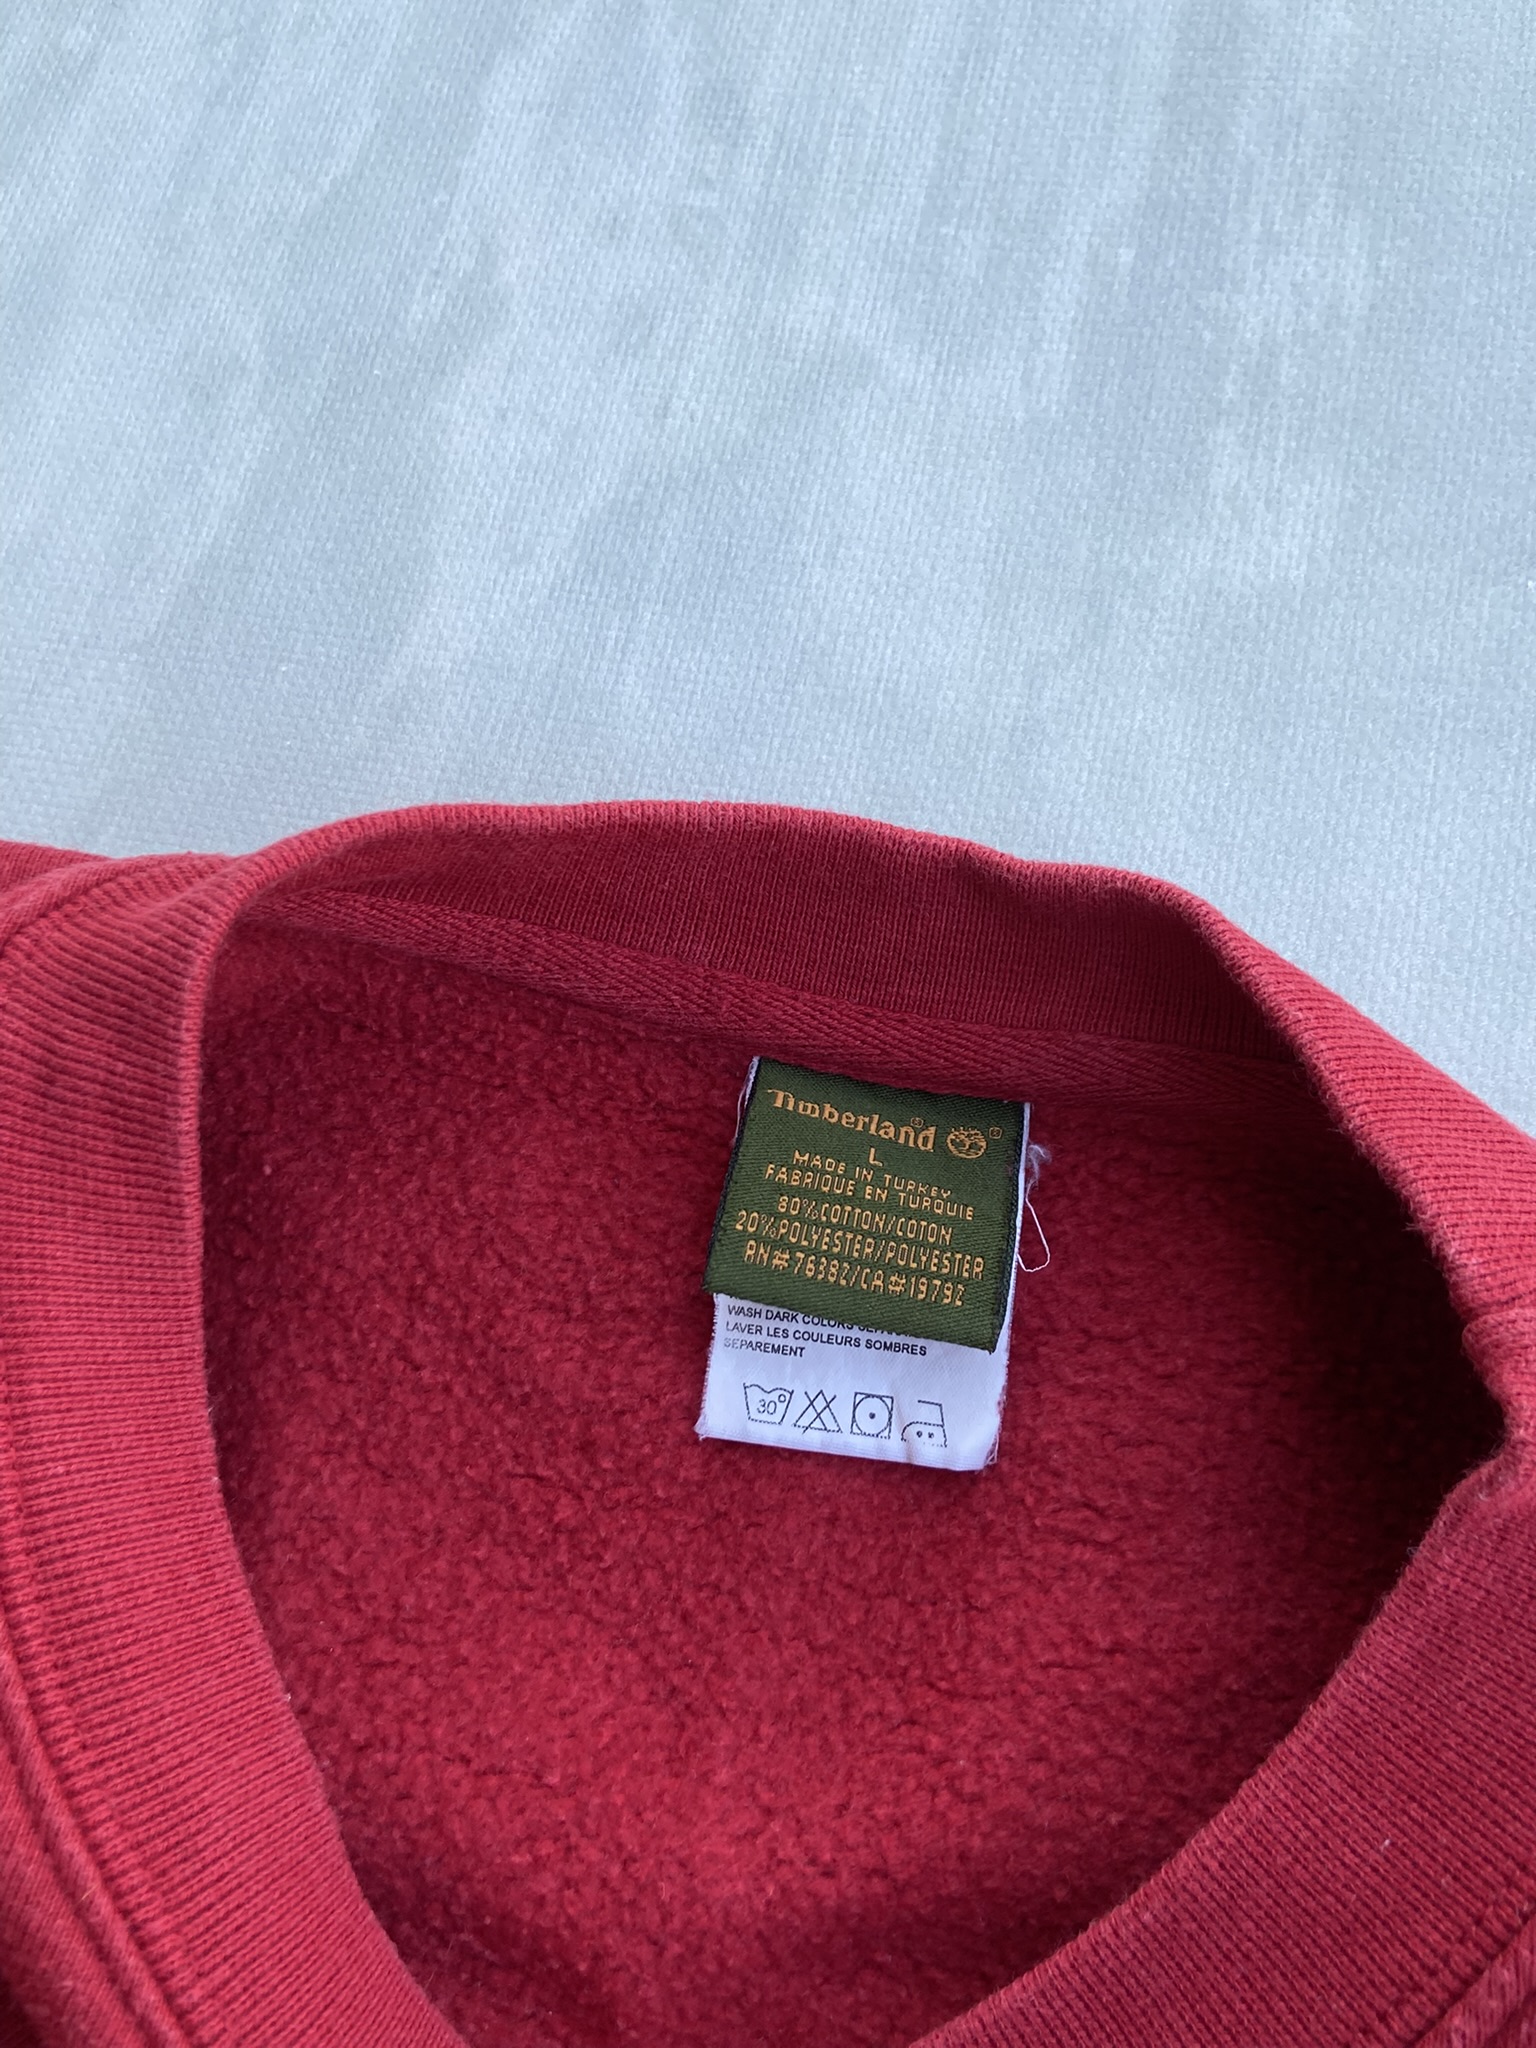 Timberland®
L
MADE IN TURKEY
FABRIQUE EN TURQUIE
80%COTTON/COTON
20%POLYESTER/POLYESTER
RN#76382/CA#19792
WASH DARK COLORS
LAVER LES COULEURS SOMBRES
SEPAREMENT
30°